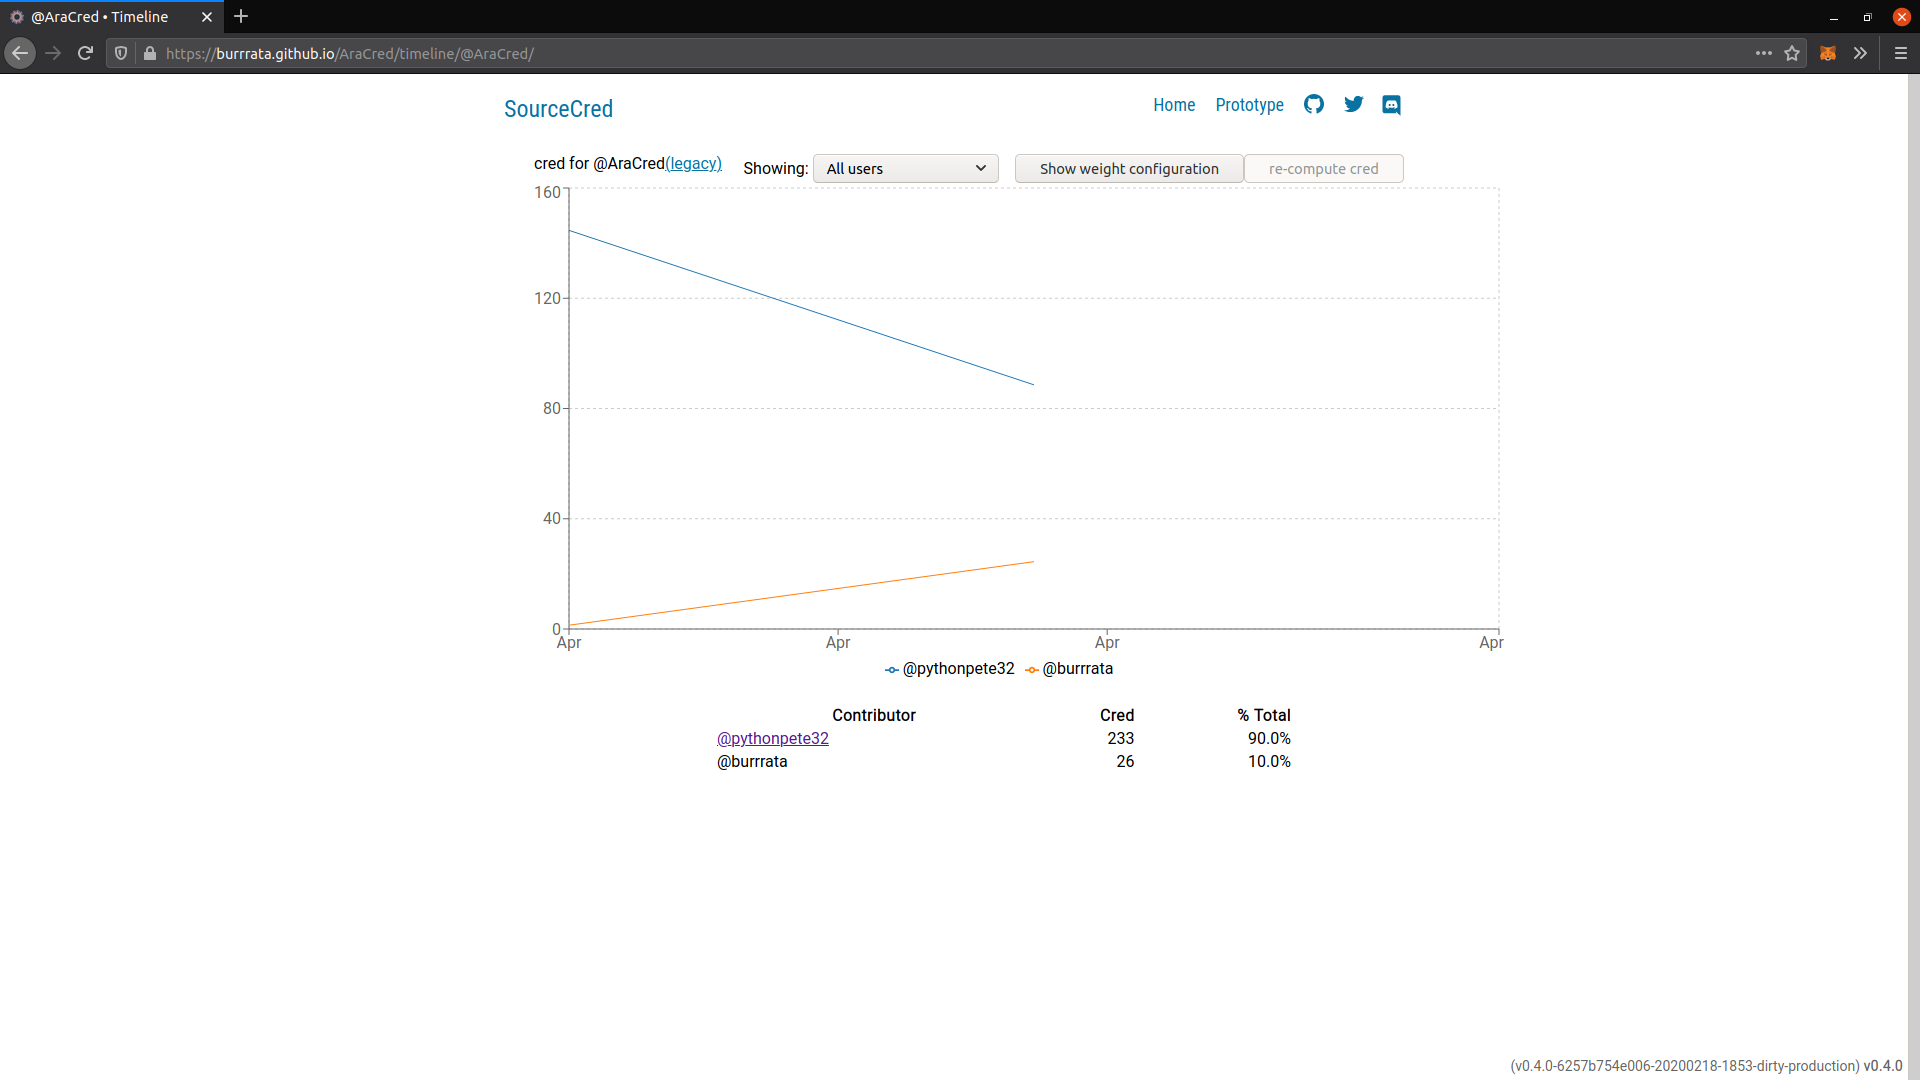 @AraCred • Timeline
https://burrrata.github.io/AraCred/timeline/@AraCred/
SourceCred
Home Prototype
cred for @AraCred(legacy) Showing: All users Show weight configuration re-compute cred
160
120
80
40
0
Apr Apr Apr Apr
@pythonpete32 @burrrata
Contributor Cred % Total
@pythonpete32 233 90.0%
@burrrata 26 10.0%
(v0.4.0-6257b754e006-20200218-1853-dirty-production) v0.4.0